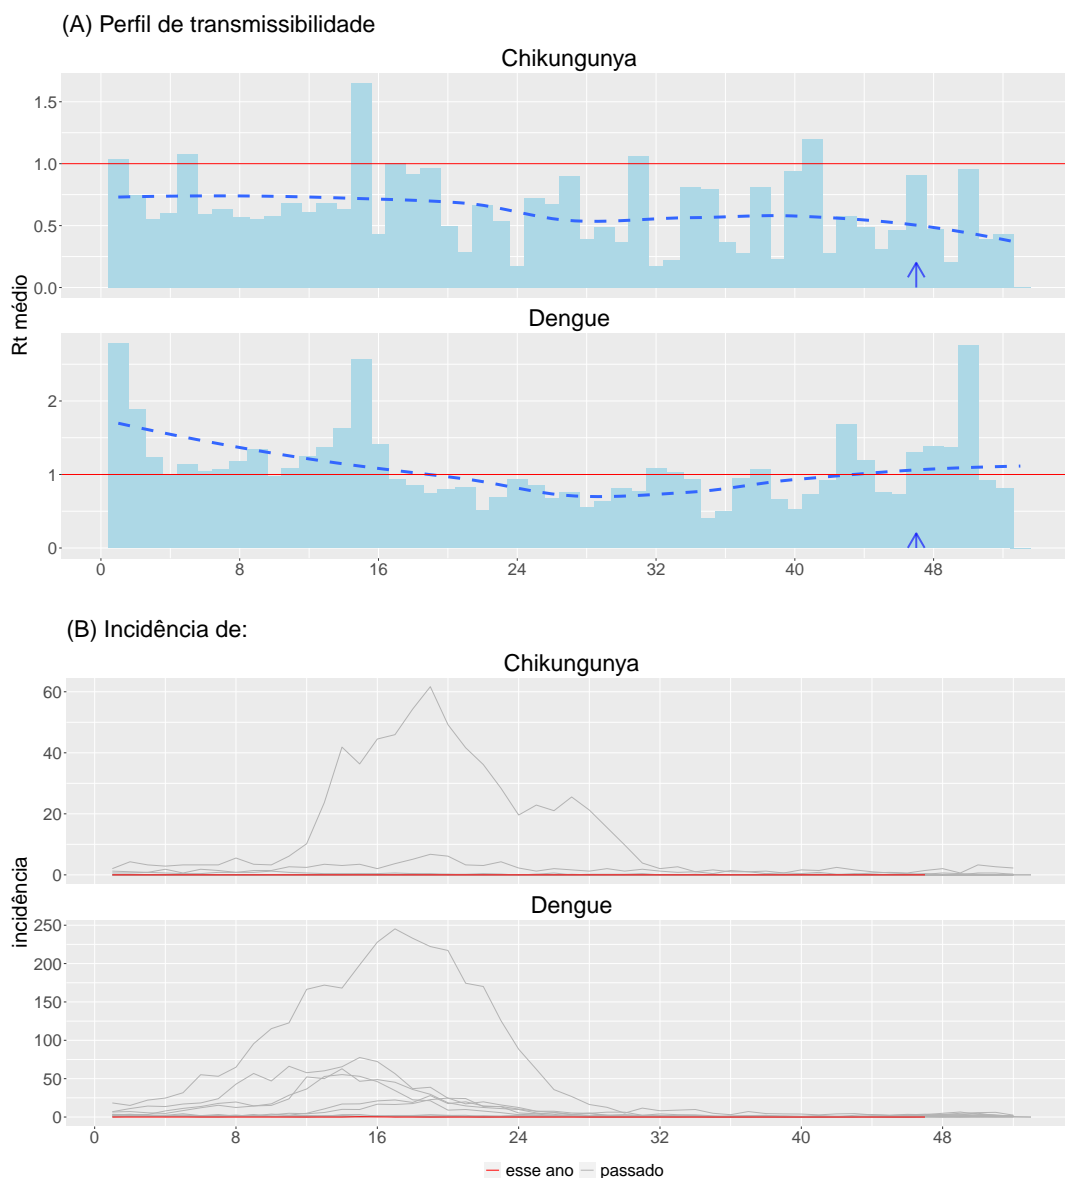 (A) Perfil de transmissibilidade
Chikungunya
1.5
1.0
0.5
0.0
Dengue
2
1
0
Rt médio
0 8 16 24 32 40 48
(B) Incidência de:
Chikungunya
60
40
20
0
Dengue
250
200
150
100
50
0
incidência
0 8 16 24 32 40 48
esse ano passado